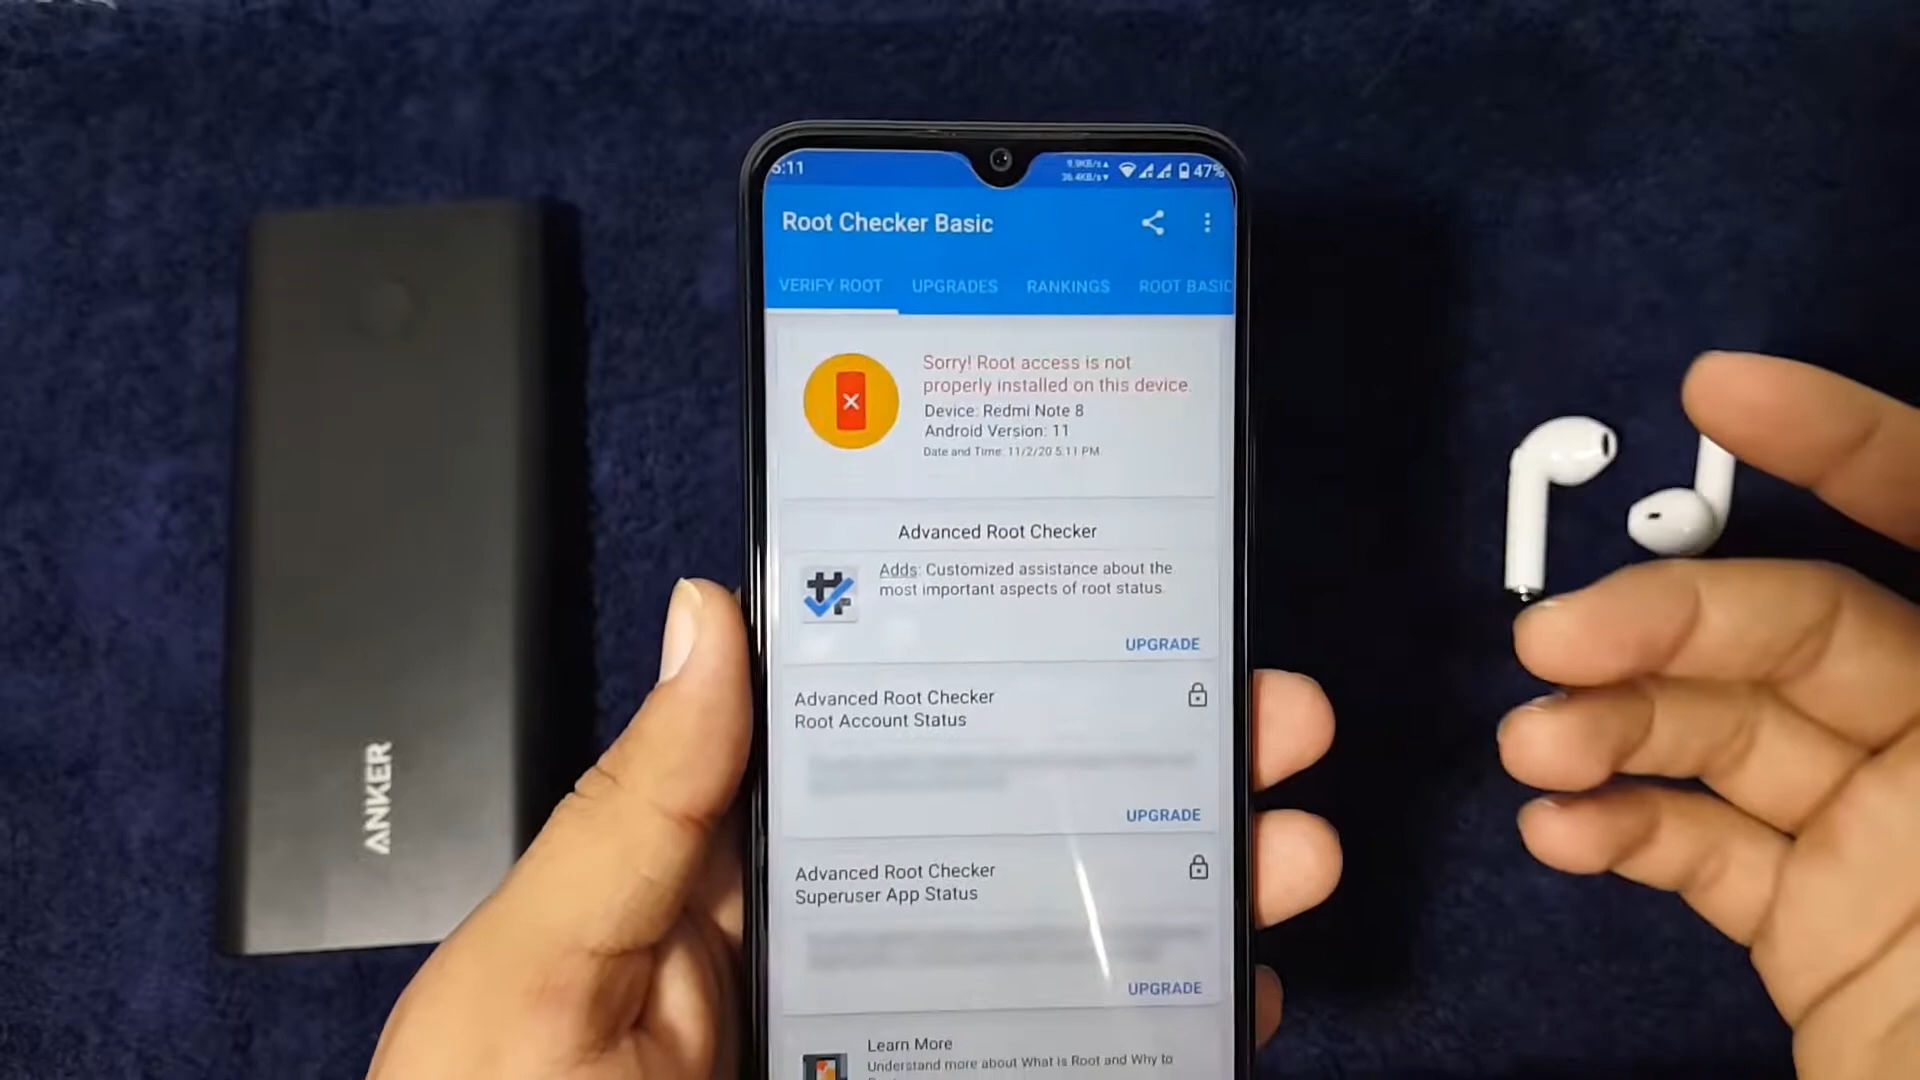 5:11
9.9KB/s
36.4KB/s
47%
Root Checker Basic
VERIFY ROOT
UPGRADES
RANKINGS
ROOT BASIC
Sorry! Root access is not
properly installed on this device.
Device: Redmi Note 8
Android Version: 11
Date and Time: 11/2/20 5:11 PM
Advanced Root Checker
Adds: Customized assistance about the
most important aspects of root status.
UPGRADE
Advanced Root Checker
Root Account Status
UPGRADE
Advanced Root Checker
Superuser App Status
UPGRADE
Learn More
Understand more about What is Root and Why to
ANKER